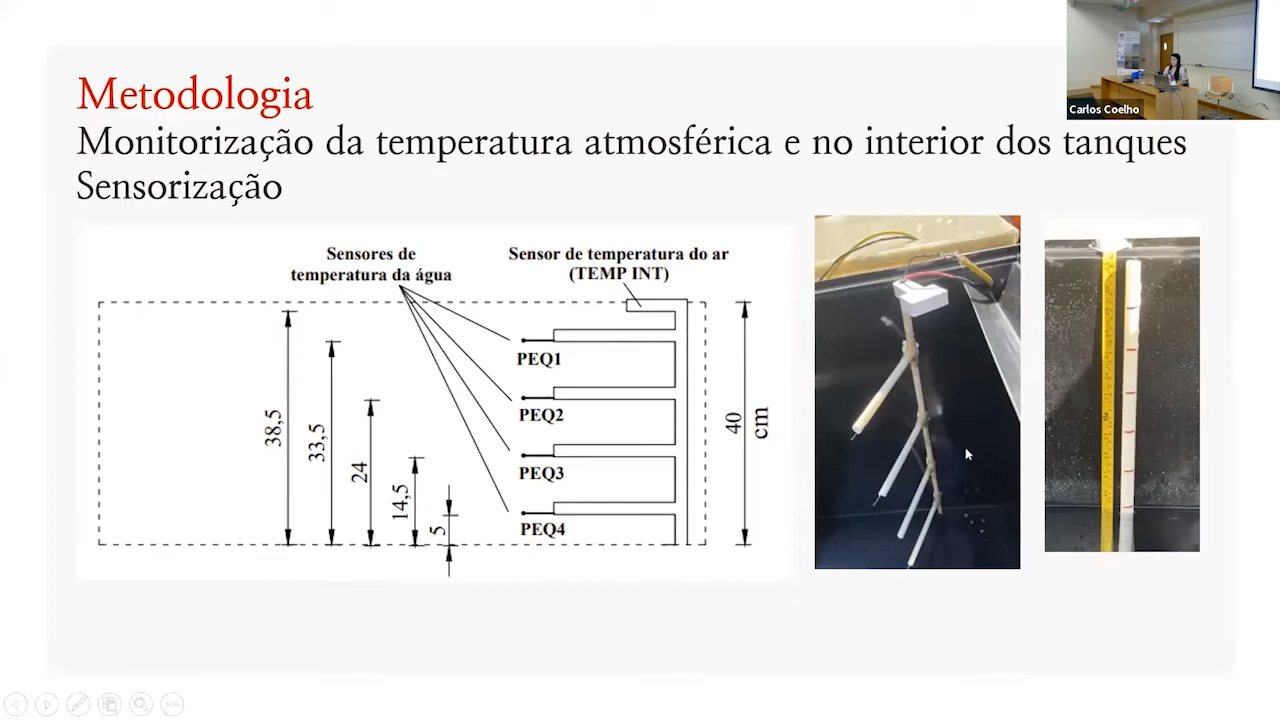 Carlos Coelho
Metodologia
Monitorização da temperatura atmosférica e no interior dos tanques
Sensorização
Sensores de
temperatura da água
Sensor de temperatura do ar
(TEMP INT)
PEQ1
PEQ2
PEQ3
PEQ4
38,5
33,5
24
14,5
5
40
cm